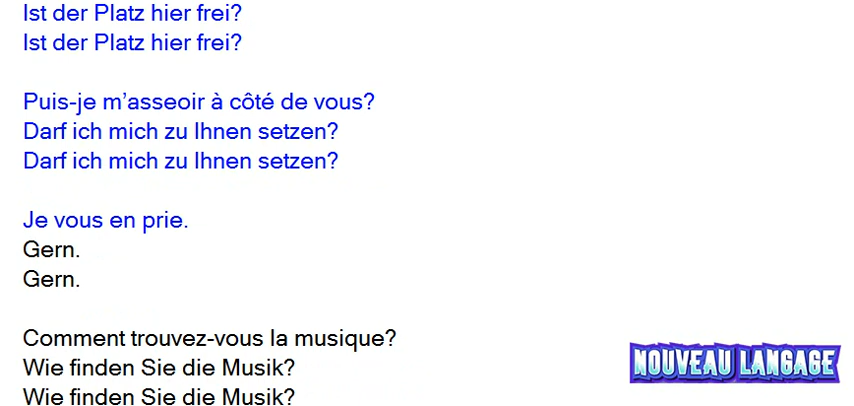 Ist der Platz hier frei?
Ist der Platz hier frei?
Puis-je m’asseoir à côté de vous?
Darf ich mich zu Ihnen setzen?
Darf ich mich zu Ihnen setzen?
Je vous en prie.
Gern.
Gern.
Comment trouvez-vous la musique?
Wie finden Sie die Musik?
Wie finden Sie die Musik?
NOUVEAU LANGAGE